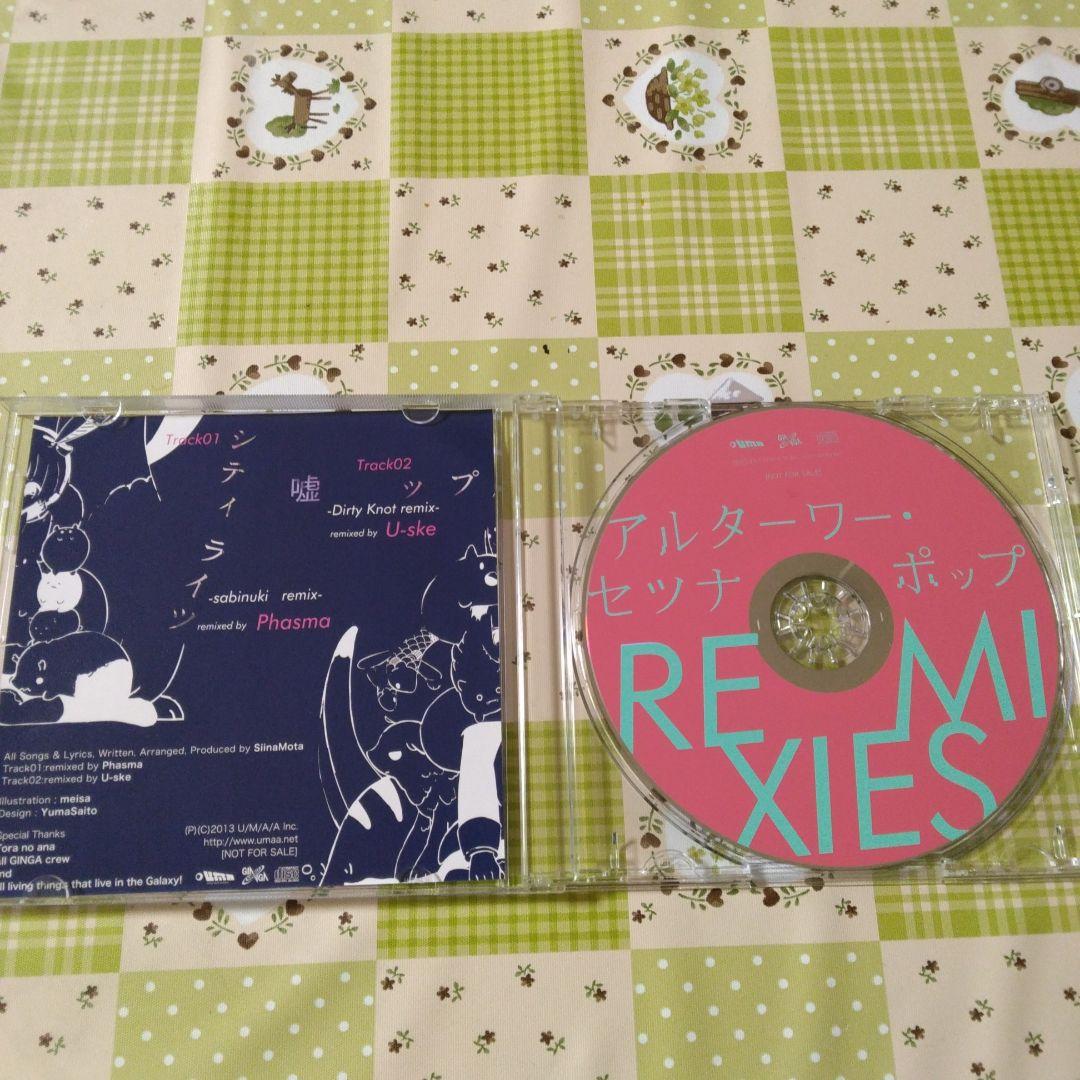 Track01
シティライツ
-sabinuki remix-
remixed by Phasma
Track02
嘘ップ
-Dirty Knot remix-
remixed by U-ske
All Songs & Lyrics, Written, Arranged, Produced by SiinaMota
Track01:remixed by Phasma
Track02:remixed by U-ske
Illustration : meisa
Design : YumaSaito
Special Thanks
Tora no ana
all GINGA crew
and
all living things that live in the Galaxy!
(P)(C)2013 U/M/A/A Inc.
http://www.umaa.net
[NOT FOR SALE]
uma
GINGA
[NOT FOR SALE]
アルターワー・
セツナポップ
REMI
XIES